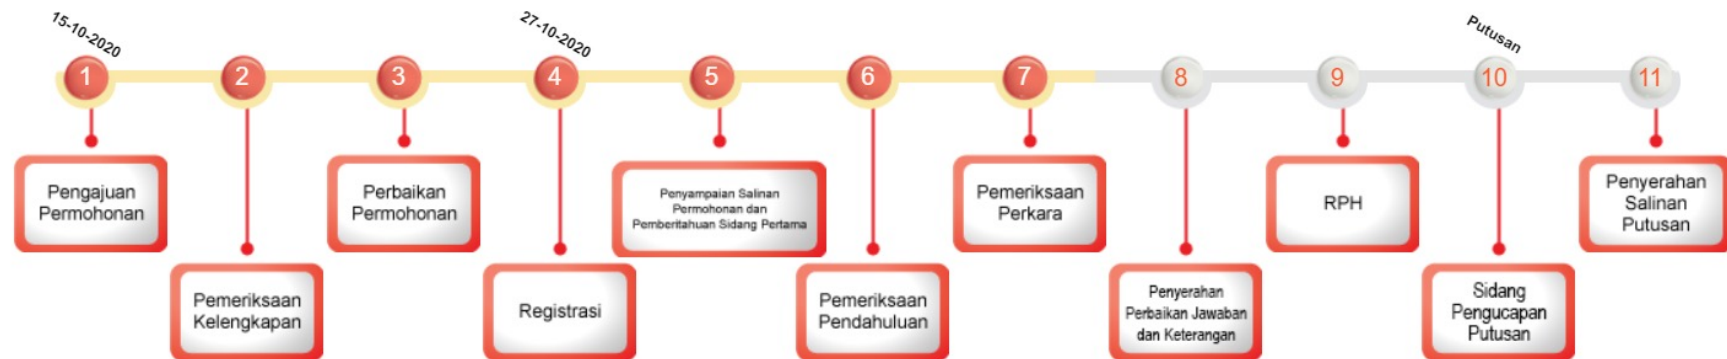 15-10-2020
27-10-2020
Putusan
1
2
3
4
5
6
7
8
9
10
11
Pengajuan
Permohonan
Pemeriksaan
Kelengkapan
Perbaikan
Permohonan
Registrasi
Penyampaian Salinan
Permohonan dan
Pemberitahuan Sidang Pertama
Pemeriksaan
Pendahuluan
Pemeriksaan
Perkara
Penyerahan
Perbaikan Jawaban
dan Keterangan
RPH
Sidang
Pengucapan
Putusan
Penyerahan
Salinan
Putusan